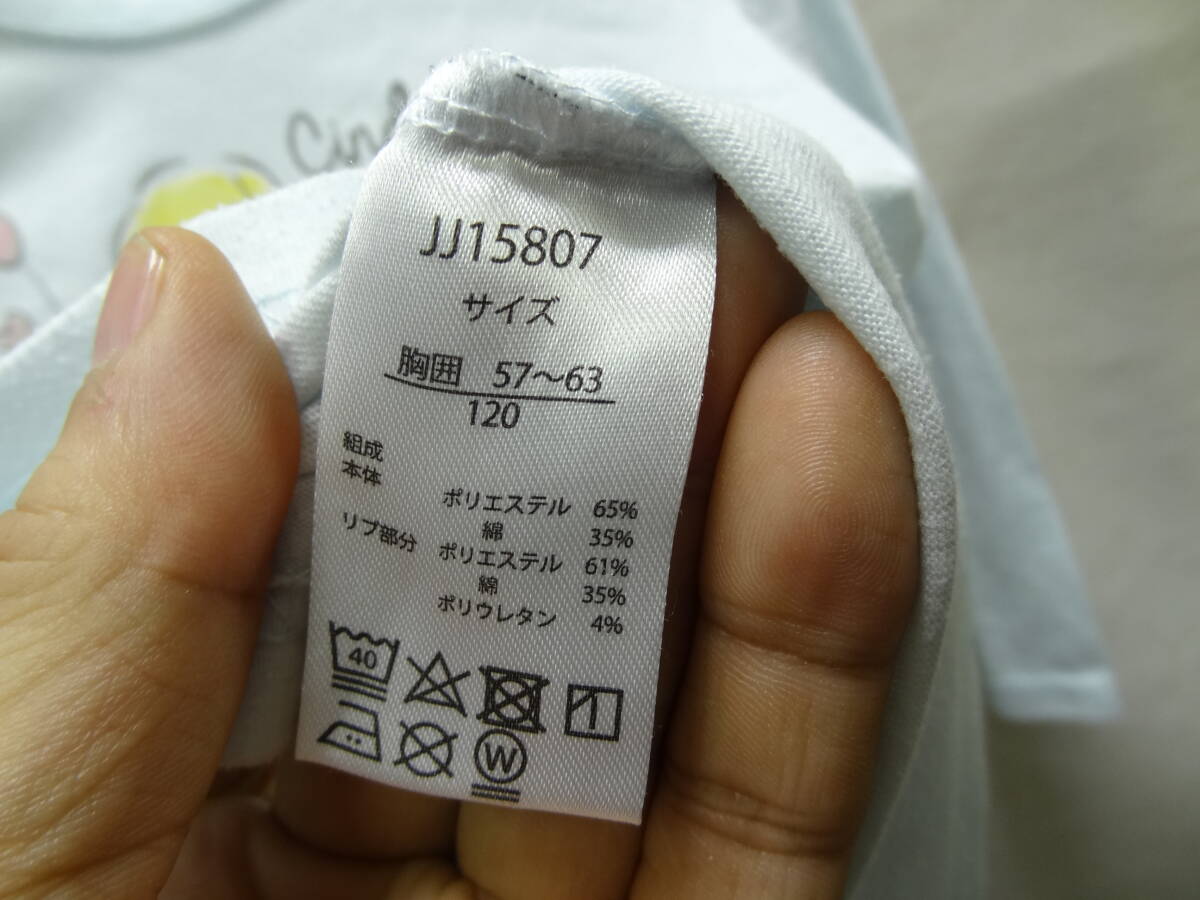 JJ15807
サイズ
胸囲 57～63
120
組成
本体
ポリエステル 65%
綿 35%
リブ部分 ポリエステル 61%
綿 35%
ポリウレタン 4%
40
W